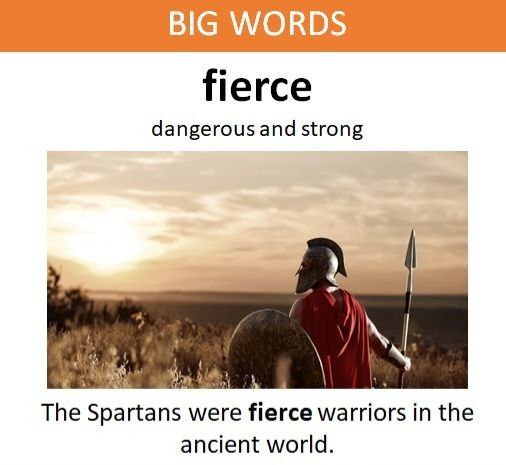 BIG WORDS
fierce
dangerous and strong
The Spartans were fierce warriors in the
ancient world.